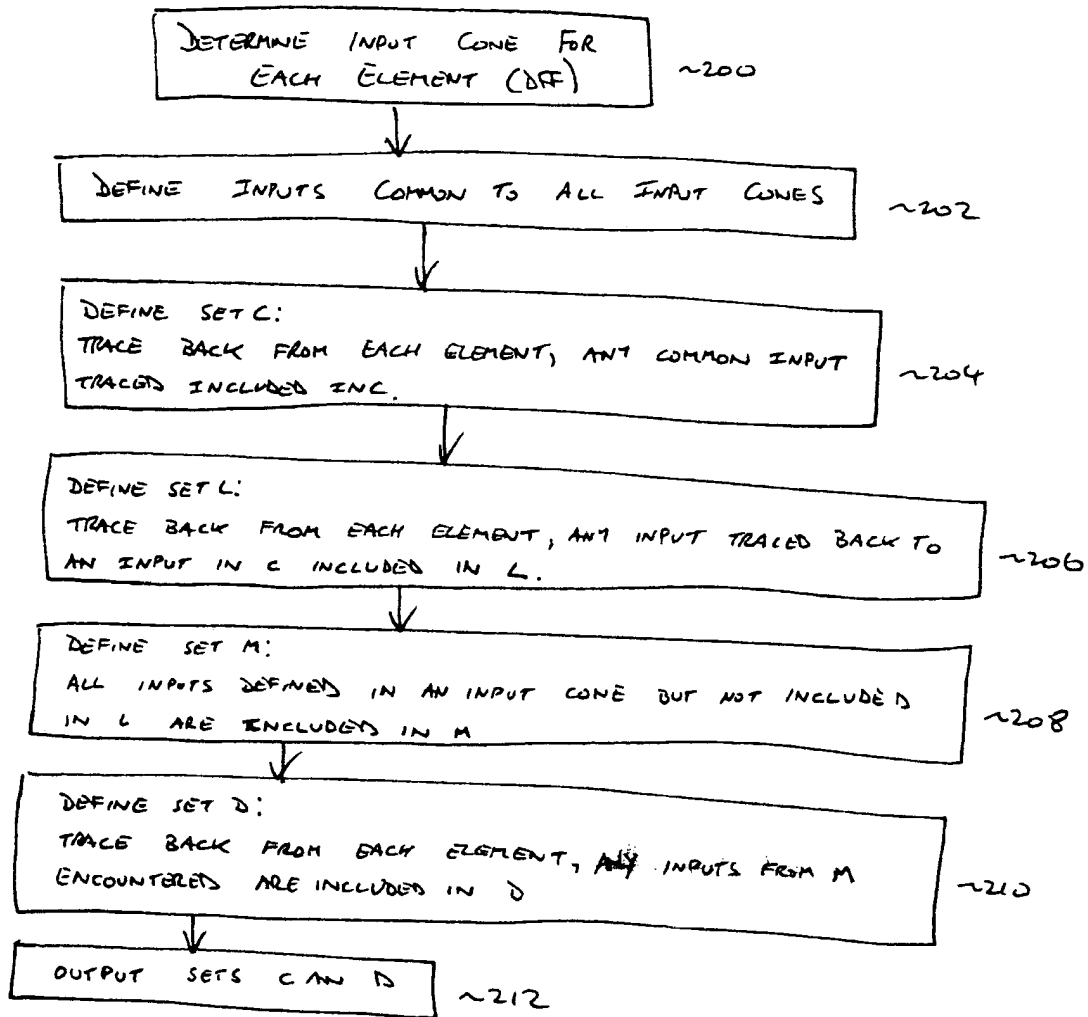 DETERMINE INPUT CONE FOR
EACH ELEMENT (DFF)
~200
DEFINE INPUTS COMMON TO ALL INPUT CONES
~202
DEFINE SET C:
TRACE BACK FROM EACH ELEMENT, ANY COMMON INPUT
TRACED INCLUDED IN C.
~204
DEFINE SET L:
TRACE BACK FROM EACH ELEMENT, ANY INPUT TRACED BACK TO
AN INPUT IN C INCLUDED IN L.
~206
DEFINE SET M:
ALL INPUTS DEFINED IN AN INPUT CONE BUT NOT INCLUDED
IN L ARE INCLUDED IN M
~208
DEFINE SET D:
TRACE BACK FROM EACH ELEMENT, ANY INPUTS FROM M
ENCOUNTERED ARE INCLUDED IN D
~210
OUTPUT SETS C AN D
~212